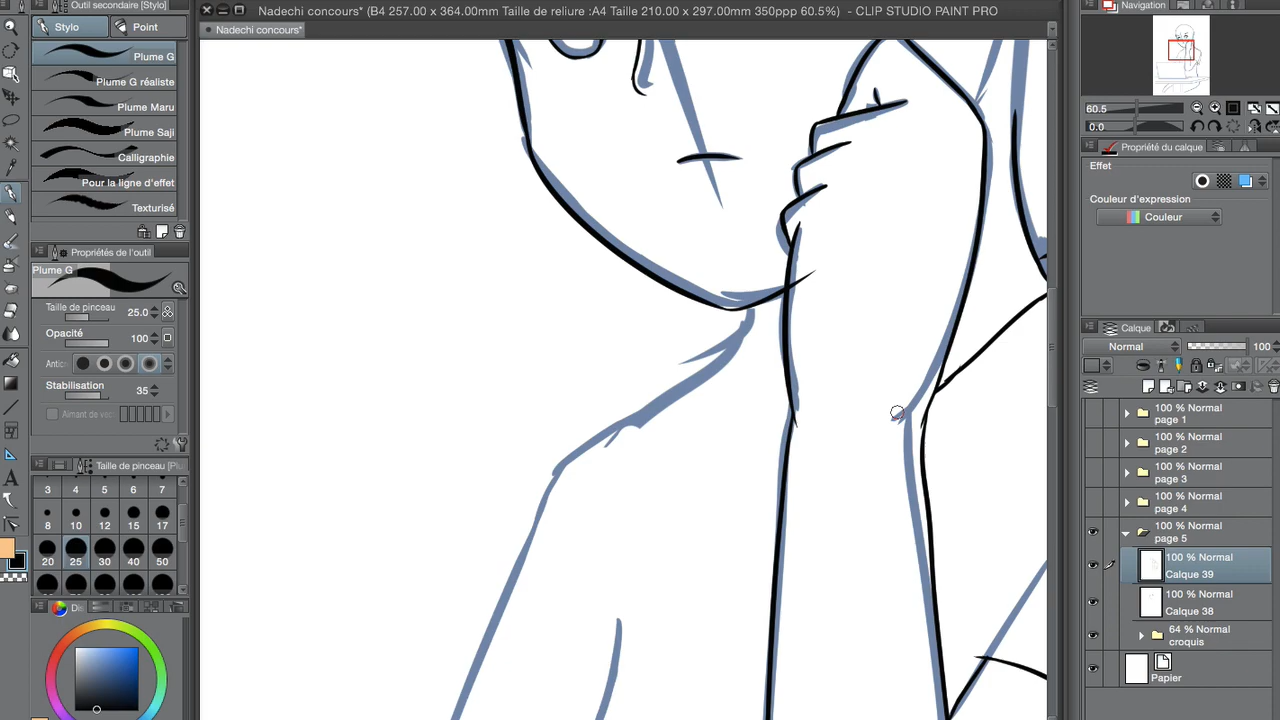 Outil secondaire [Stylo]
Nadechi concours* (B4 257.00 x 364.00mm Taille de reliure :A4 Taille 210.00 x 297.00mm 350ppp 60.5%) - CLIP STUDIO PAINT PRO
Navigation
Stylo
Point
Nadechi concours*
Plume G
Plume G réaliste
Plume Maru
Plume Saji
Calligraphie
Pour la ligne d'effet
Texturisé
Propriétés de l'outil
Plume G
Taille de pinceau
25.0
Opacité
100
Antic
Stabilisation
35
Aimant de vec
Taille de pinceau [Plu
3 4 5 6 7
8 10 12 15 17
20 25 30 40 50
60.5
0.0
Propriété du calque
Effet
Couleur d'expression
Couleur
Calque
Normal
100
100 % Normal
page 1
100 % Normal
page 2
100 % Normal
page 3
100 % Normal
page 4
100 % Normal
page 5
100 % Normal
Calque 39
100 % Normal
Calque 38
64 % Normal
croquis
Papier